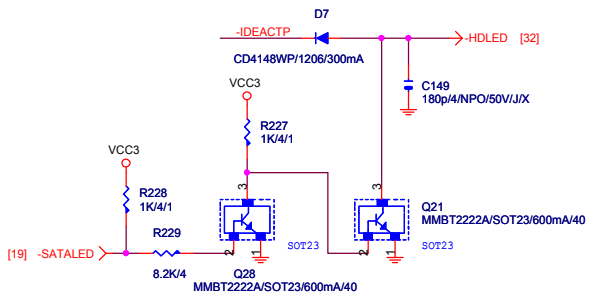 D7
-IDEACTP
-HDLED [32]
CD4148WP/1206/300mA
VCC3
C149
180p/4/NPO/50V/J/X
R227
1K/4/1
VCC3
3
3
R228
1K/4/1
Q21
MMBT2222A/SOT23/600mA/40
R229
SOT23
SOT23
[19] -SATALED
2
1
2
1
8.2K/4
Q28
MMBT2222A/SOT23/600mA/40